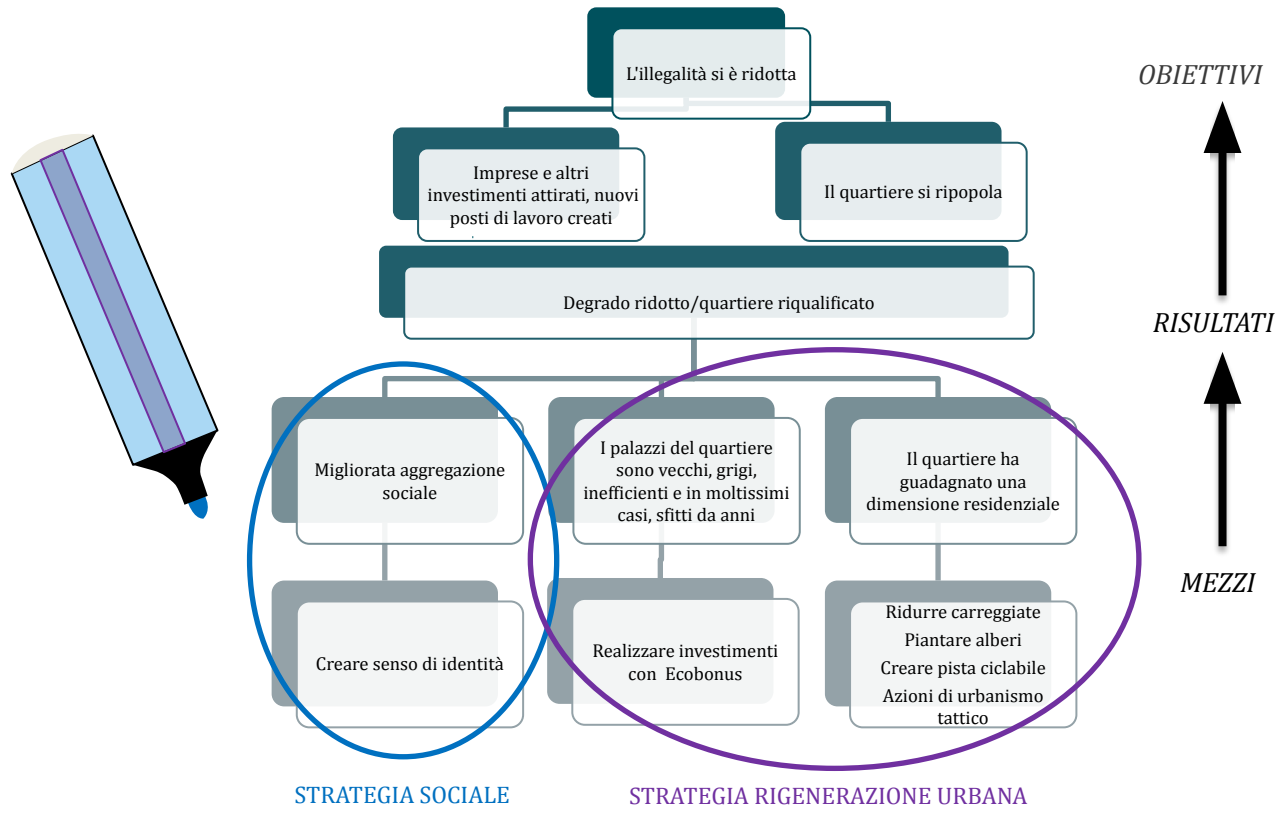 L'illegalità si è ridotta
OBIETTIVI
Imprese e altri
investimenti attirati, nuovi
posti di lavoro creati
.
Il quartiere si ripopola
Degrado ridotto/quartiere riqualificato
RISULTATI
Migliorata aggregazione
sociale
I palazzi del quartiere
sono vecchi, grigi,
inefficienti e in moltissimi
casi, sfitti da anni
Il quartiere ha
guadagnato una
dimensione residenziale
MEZZI
Creare senso di identità
Realizzare investimenti
con Ecobonus
Ridurre carreggiate
Piantare alberi
Creare pista ciclabile
Azioni di urbanismo
tattico
STRATEGIA SOCIALE
STRATEGIA RIGENERAZIONE URBANA